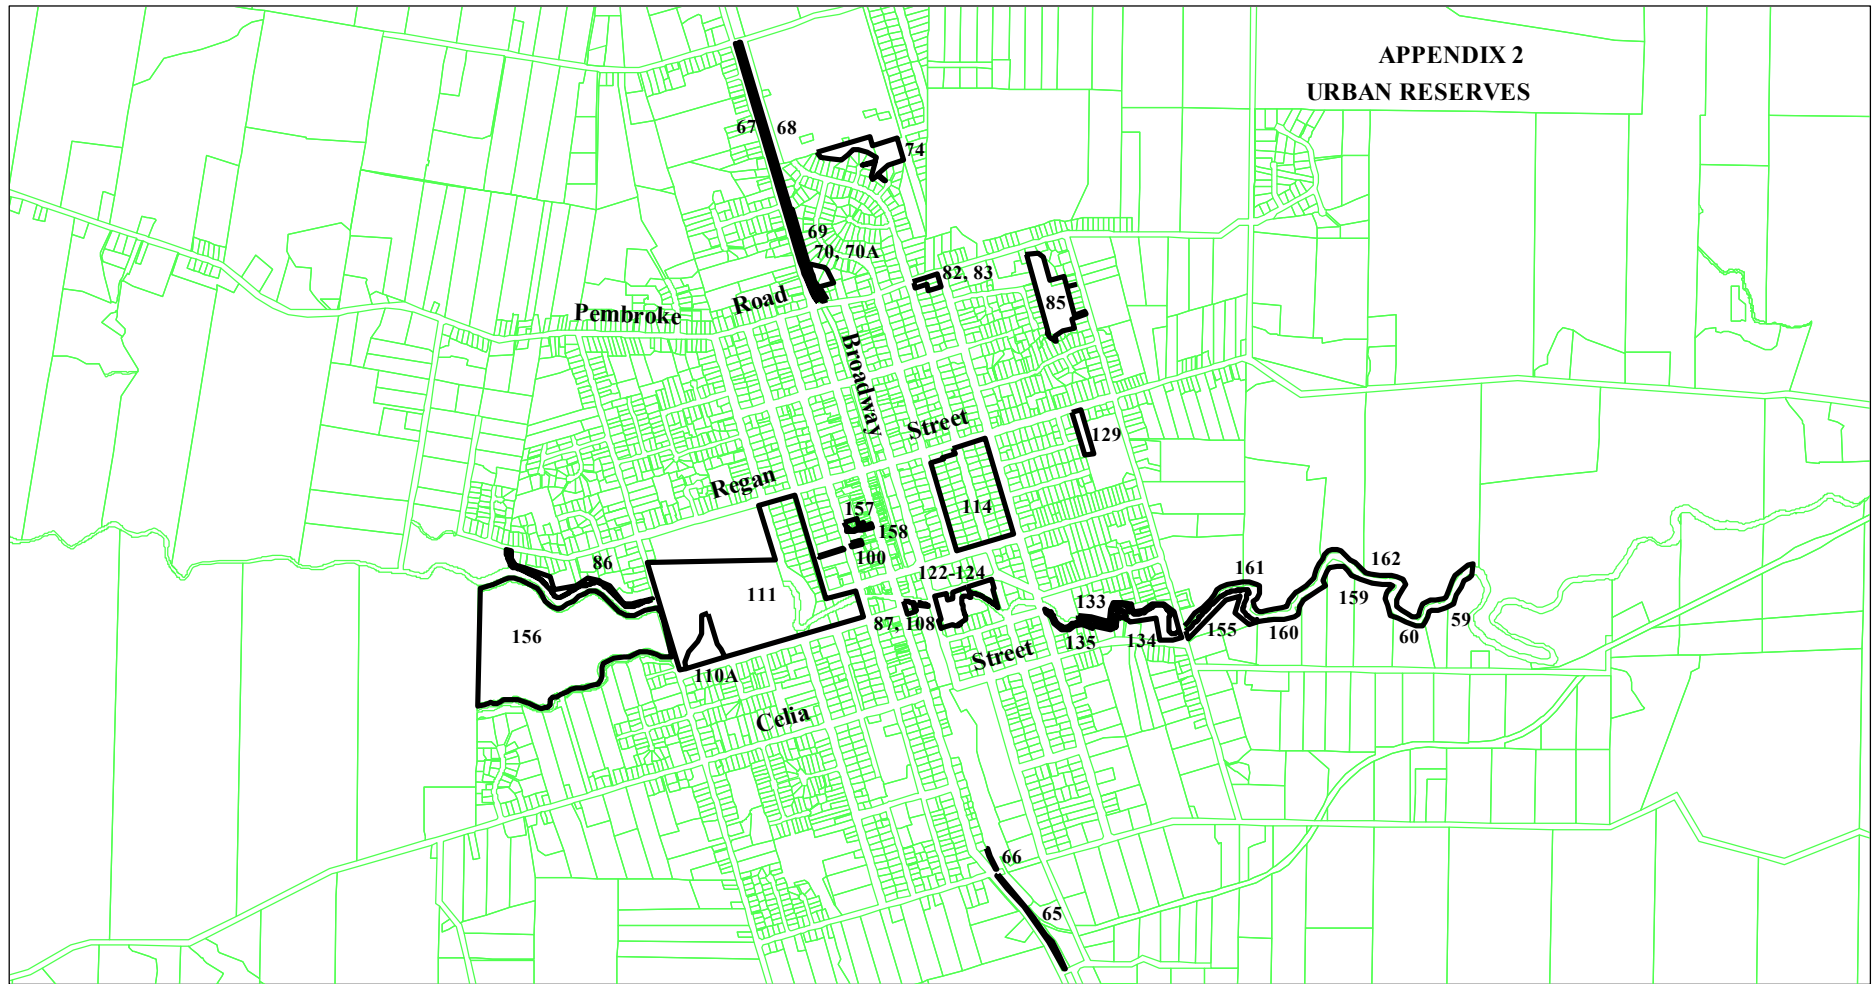 APPENDIX 2
URBAN RESERVES
67
68
74
69
70, 70A
82, 83
85
Pembroke
Road
Broadway
Street
129
Regan
114
157
158
100
86
111
122-124
161
162
156
133
159
87, 108
155
160
60
59
135
134
Street
110A
Celia
66
65